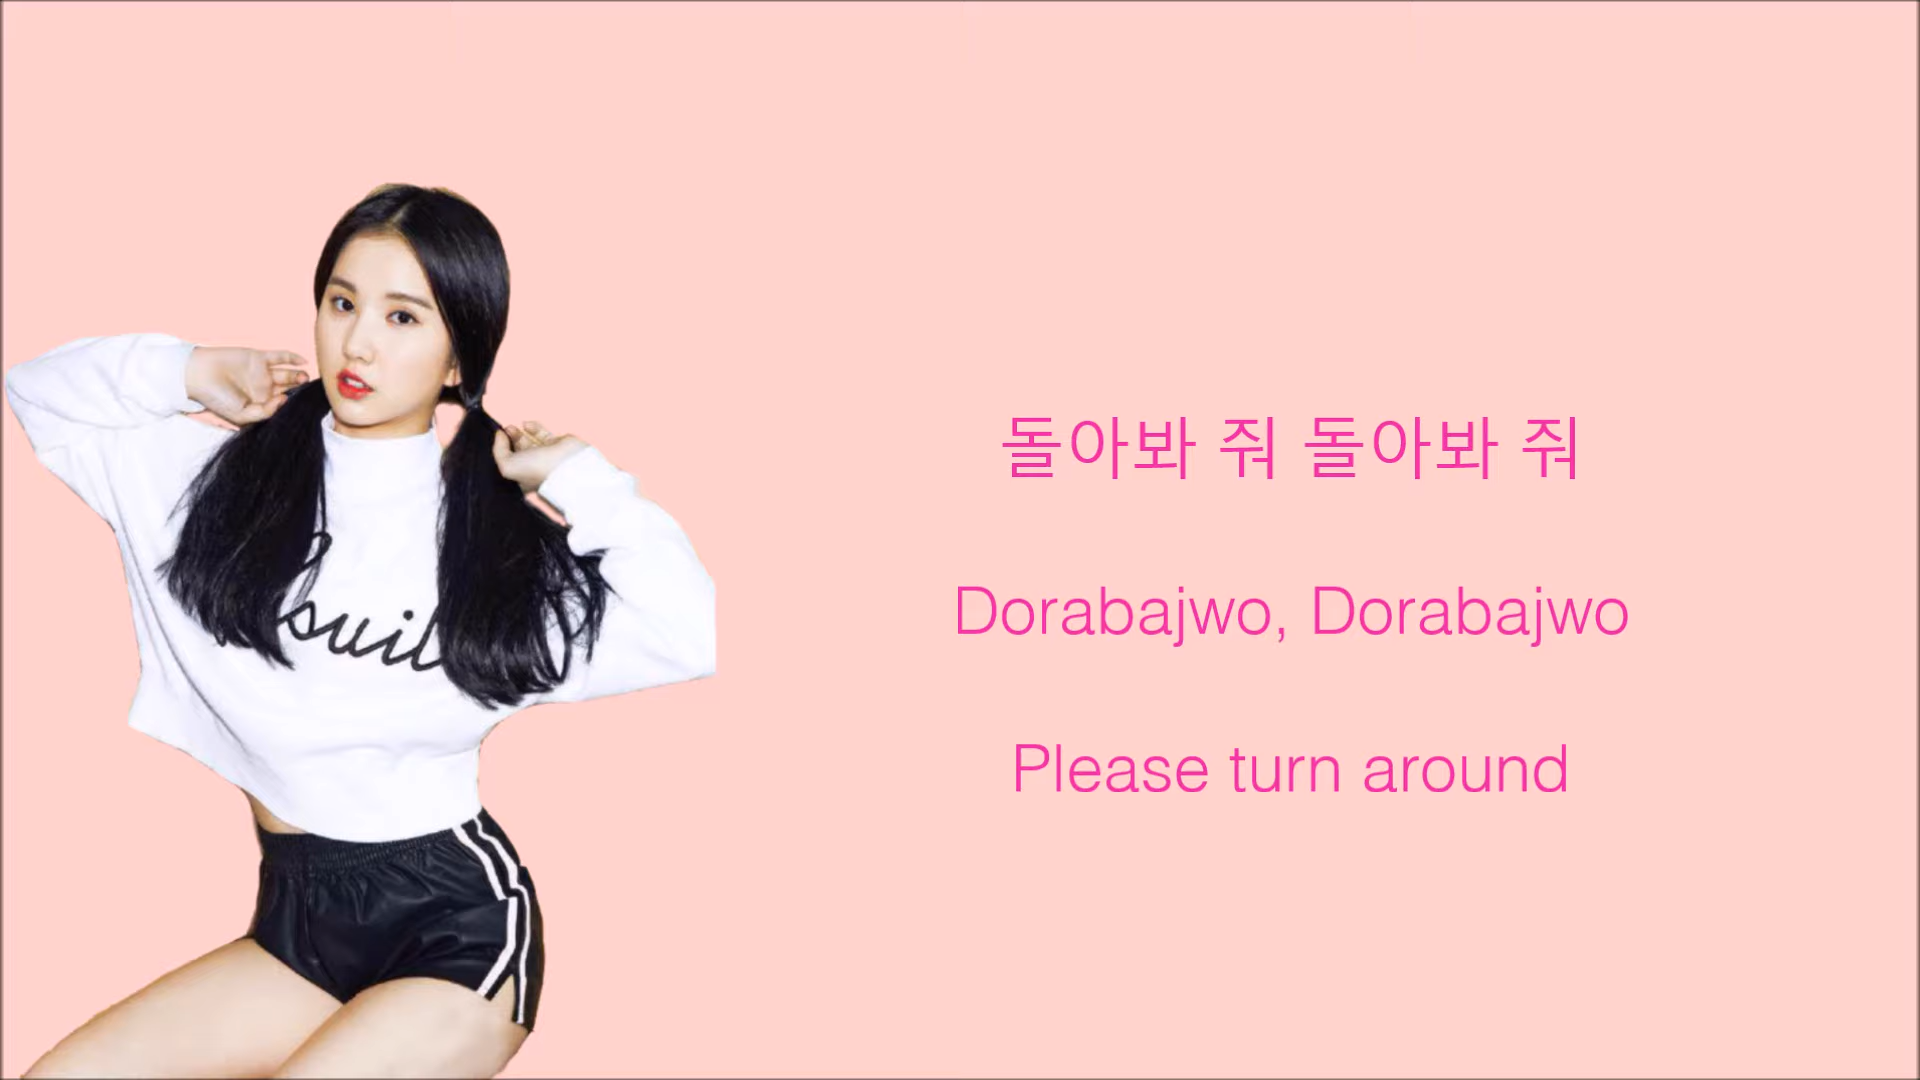 돌아봐 줘 돌아봐 줘
Dorabajwo, Dorabajwo
Please turn around